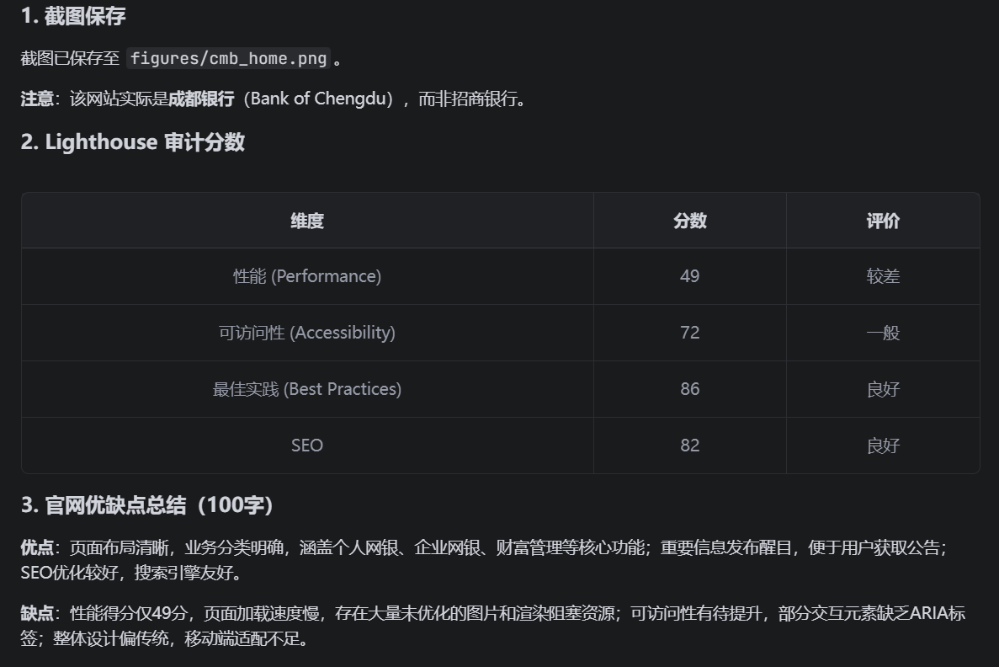 1. 截图保存
截图已保存至 figures/cmb_home.png 。
注意：该网站实际是成都银行（Bank of Chengdu），而非招商银行。
2. Lighthouse 审计分数
维度 分数 评价
性能 (Performance) 49 较差
可访问性 (Accessibility) 72 一般
最佳实践 (Best Practices) 86 良好
SEO 82 良好
3. 官网优缺点总结（100字）
优点：页面布局清晰，业务分类明确，涵盖个人网银、企业网银、财富管理等核心功能；重要信息发布醒目，便于用户获取公告；
SEO优化较好，搜索引擎友好。
缺点：性能得分仅49分，页面加载速度慢，存在大量未优化的图片和渲染阻塞资源；可访问性有待提升，部分交互元素缺乏ARIA标
签；整体设计偏传统，移动端适配不足。